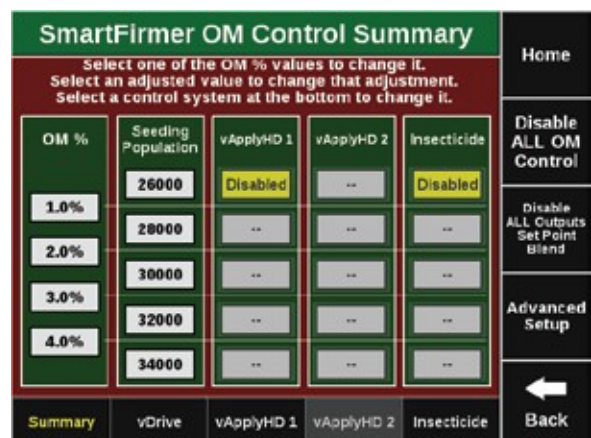 SmartFirmer OM Control Summary
Select one of the OM % values to change it.
Select an adjusted value to change that adjustment.
Select a control system at the bottom to change it.
OM %
1.0%
2.0%
3.0%
4.0%
Seeding
Population
26000
28000
30000
32000
34000
vApplyHD 1
Disabled
--
--
--
--
vApplyHD 2
--
--
--
--
--
Insecticide
Disabled
--
--
--
--
Summary
vDrive
vApplyHD 1
vApplyHD 2
Insecticide
Home
Disable
ALL OM
Control
Disable
ALL Outputs
Set Point
Blend
Advanced
Setup
Back